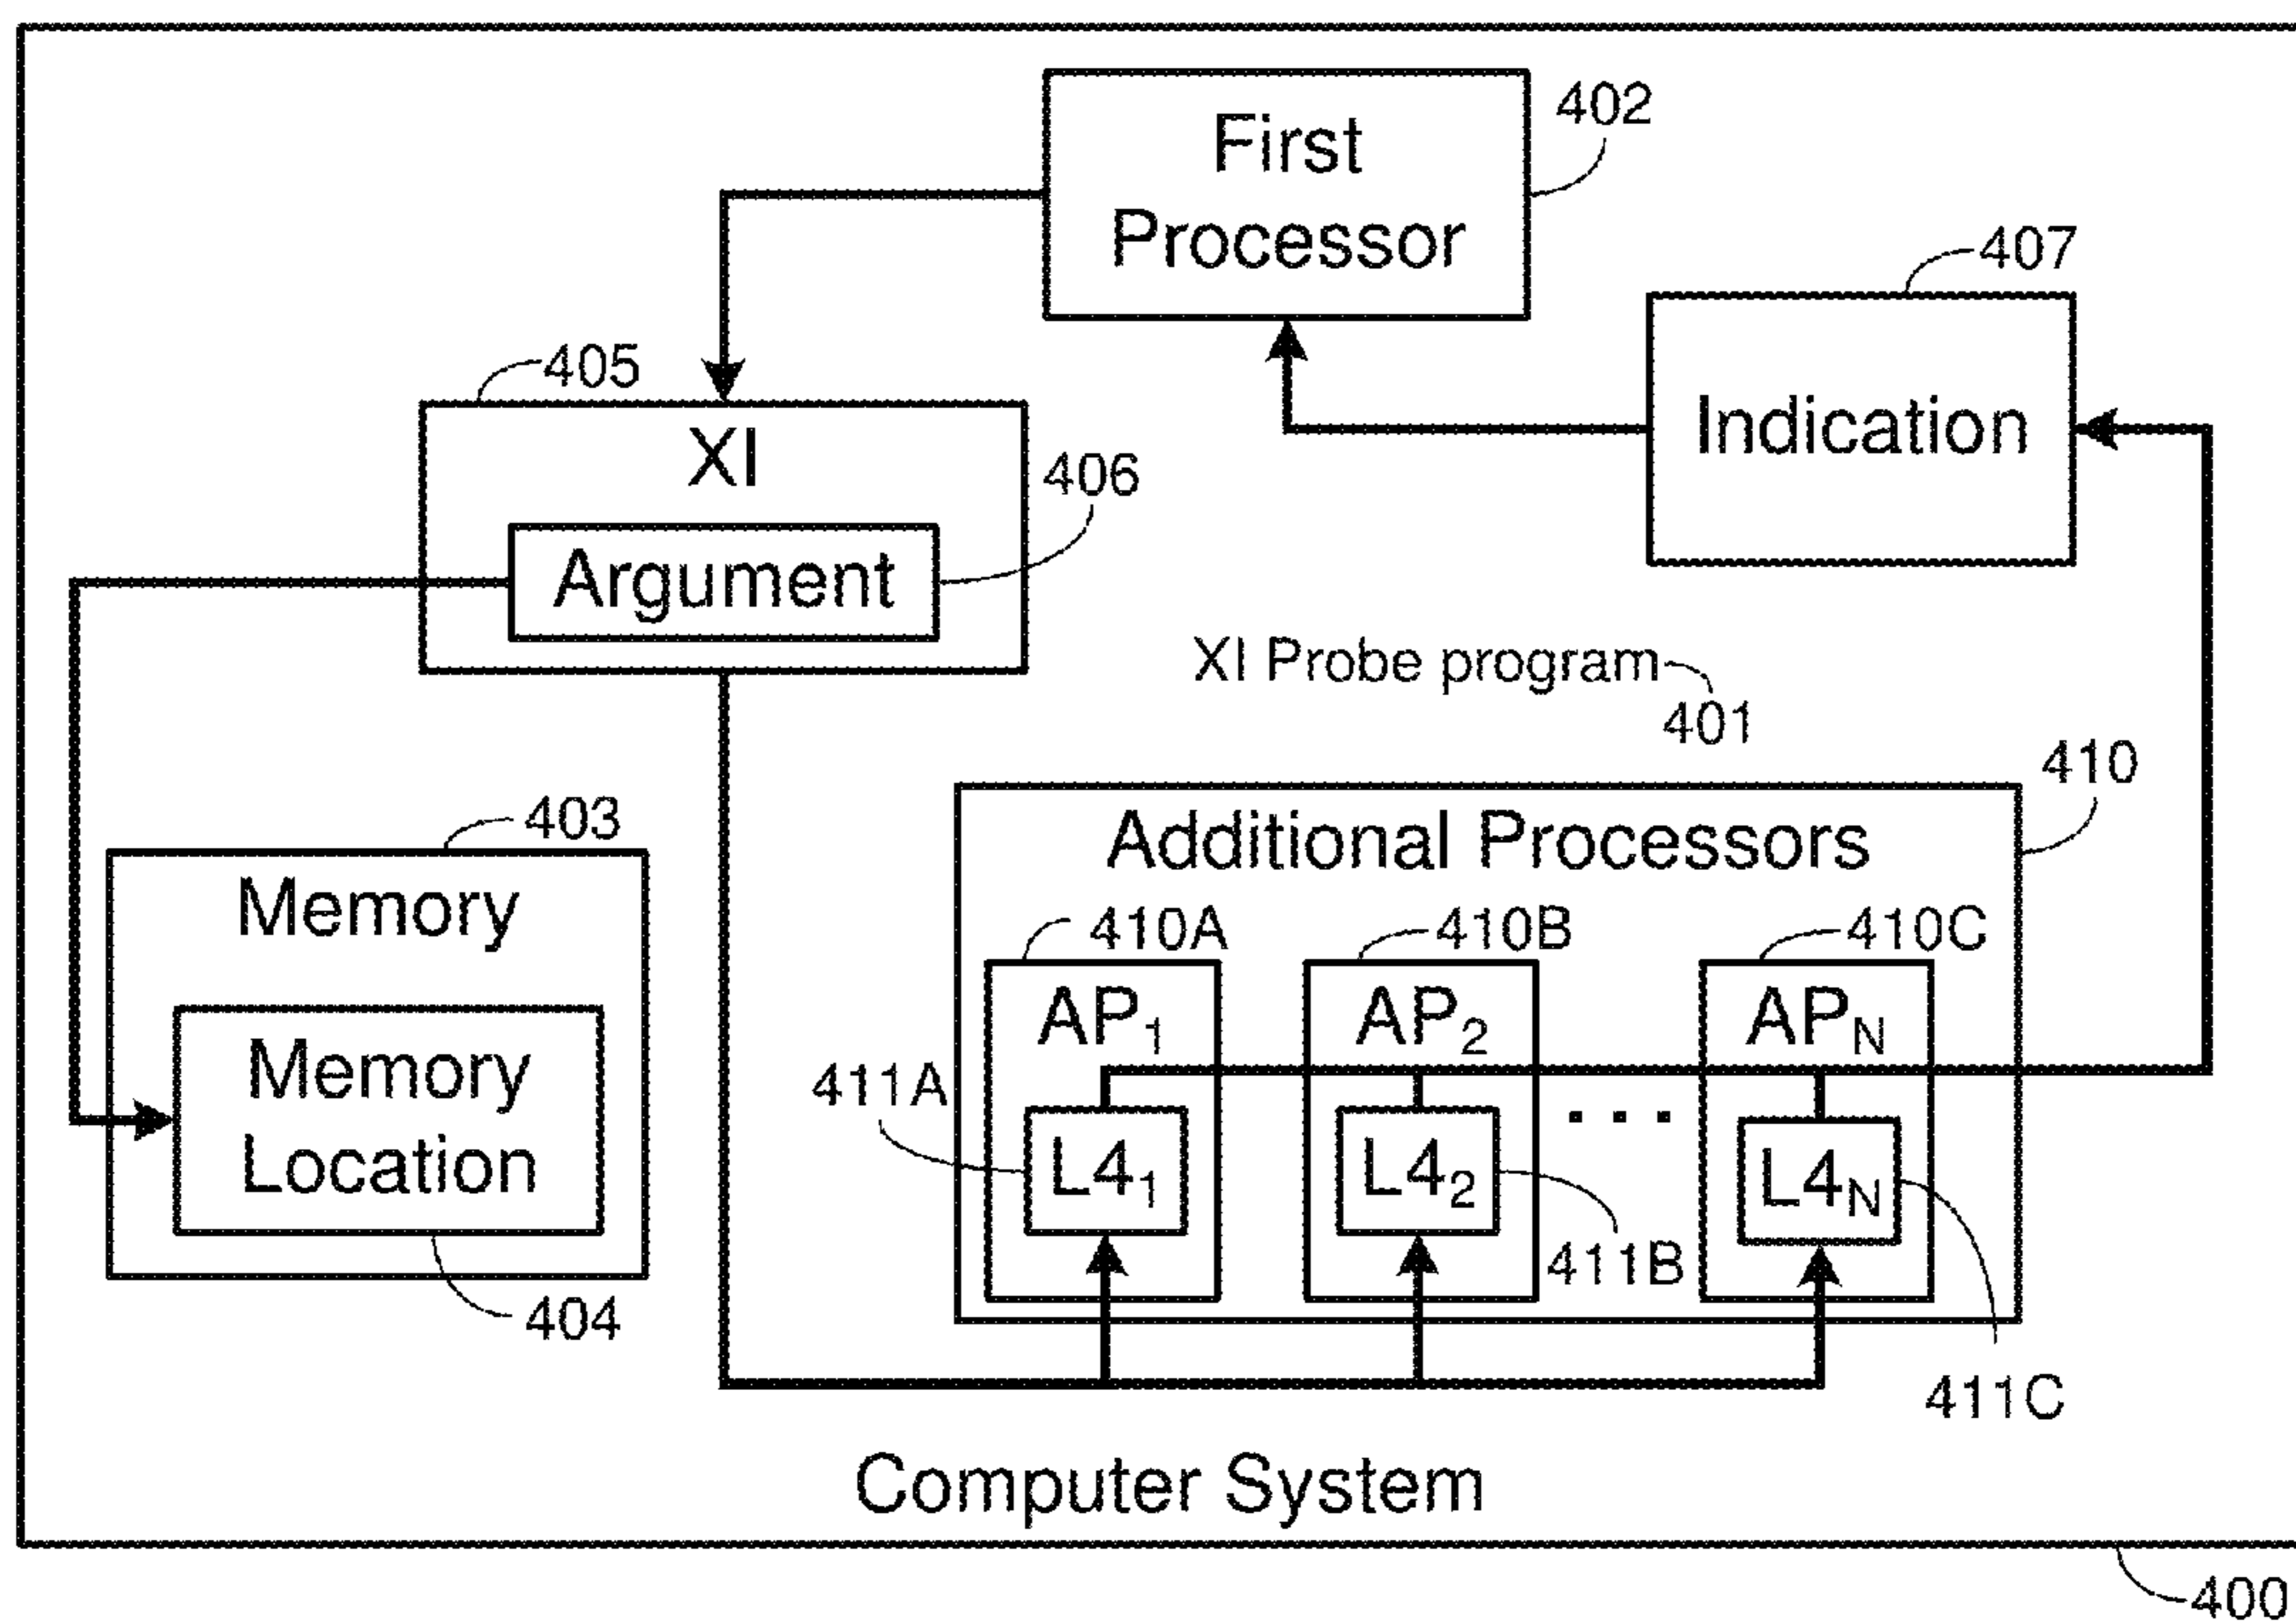 First
Processor
402
407
405
XI
406
Indication
Argument
XI Probe program
401
410
403
Additional Processors
Memory
410A
410B
410C
AP₁
AP₂
APN
Memory
Location
411A
L4₁
L4₂
. . .
L4N
411B
404
411C
Computer System
400